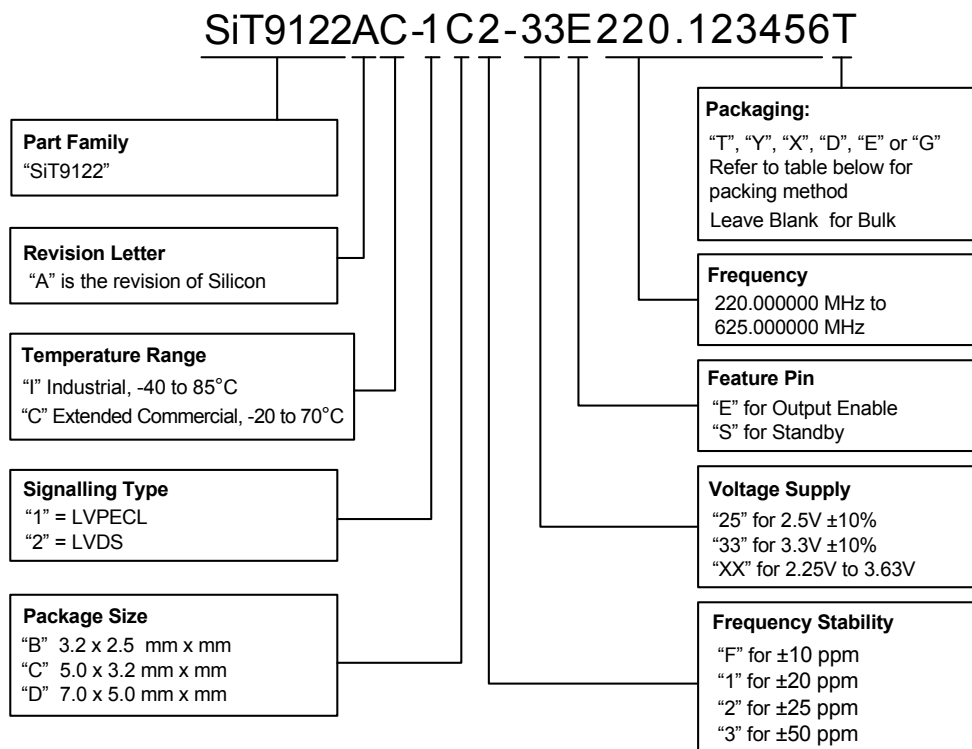 SiT9122AC-1C2-33E220.123456T
Part Family
“SiT9122”
Revision Letter
“A” is the revision of Silicon
Temperature Range
“I” Industrial, -40 to 85°C
“C” Extended Commercial, -20 to 70°C
Signalling Type
“1” = LVPECL
“2” = LVDS
Package Size
“B” 3.2 x 2.5 mm x mm
“C” 5.0 x 3.2 mm x mm
“D” 7.0 x 5.0 mm x mm
Packaging:
“T”, “Y”, “X”, “D”, “E” or “G”
Refer to table below for
packing method
Leave Blank for Bulk
Frequency
220.000000 MHz to
625.000000 MHz
Feature Pin
“E” for Output Enable
“S” for Standby
Voltage Supply
“25” for 2.5V ±10%
“33” for 3.3V ±10%
“XX” for 2.25V to 3.63V
Frequency Stability
“F” for ±10 ppm
“1” for ±20 ppm
“2” for ±25 ppm
“3” for ±50 ppm